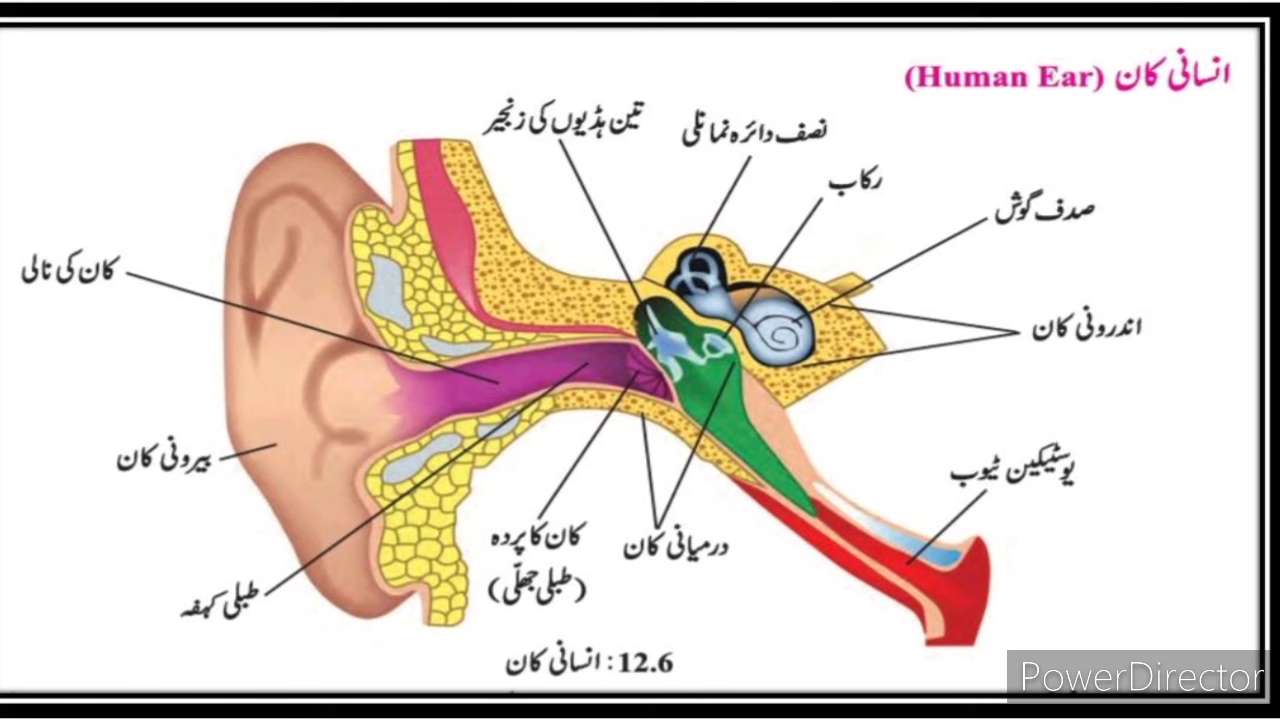 انسانی کان (Human Ear)
تین ہڈیوں کی زنجیر
نصف دائرہ نما نلی
رکاب
صدف گوش
کان کی نالی
اندرونی کان
بیرونی کان
یوسٹیکین ٹیوب
کان کا پردہ
(طبلی جھلّی)
درمیانی کان
طبلی کہفہ
12.6: انسانی کان
PowerDirector